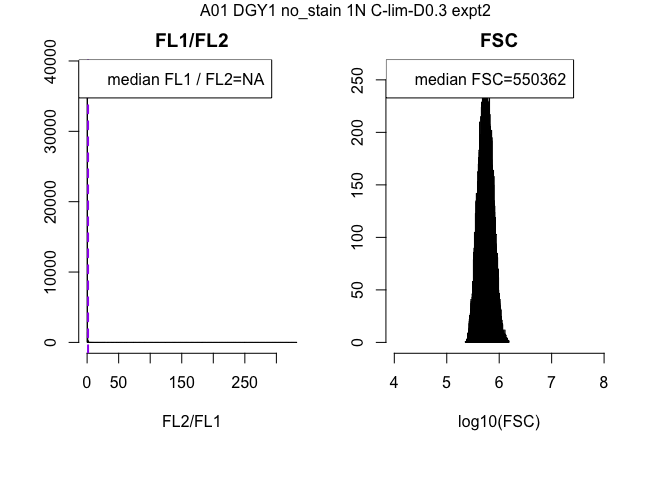 A01 DGY1 no_stain 1N C-lim-D0.3 expt2
FL1/FL2
median FL1 / FL2=NA
0
10000
20000
30000
40000
0 50 150 250
FL2/FL1
FSC
median FSC=550362
0
50
100
150
200
250
4 5 6 7 8
log10(FSC)